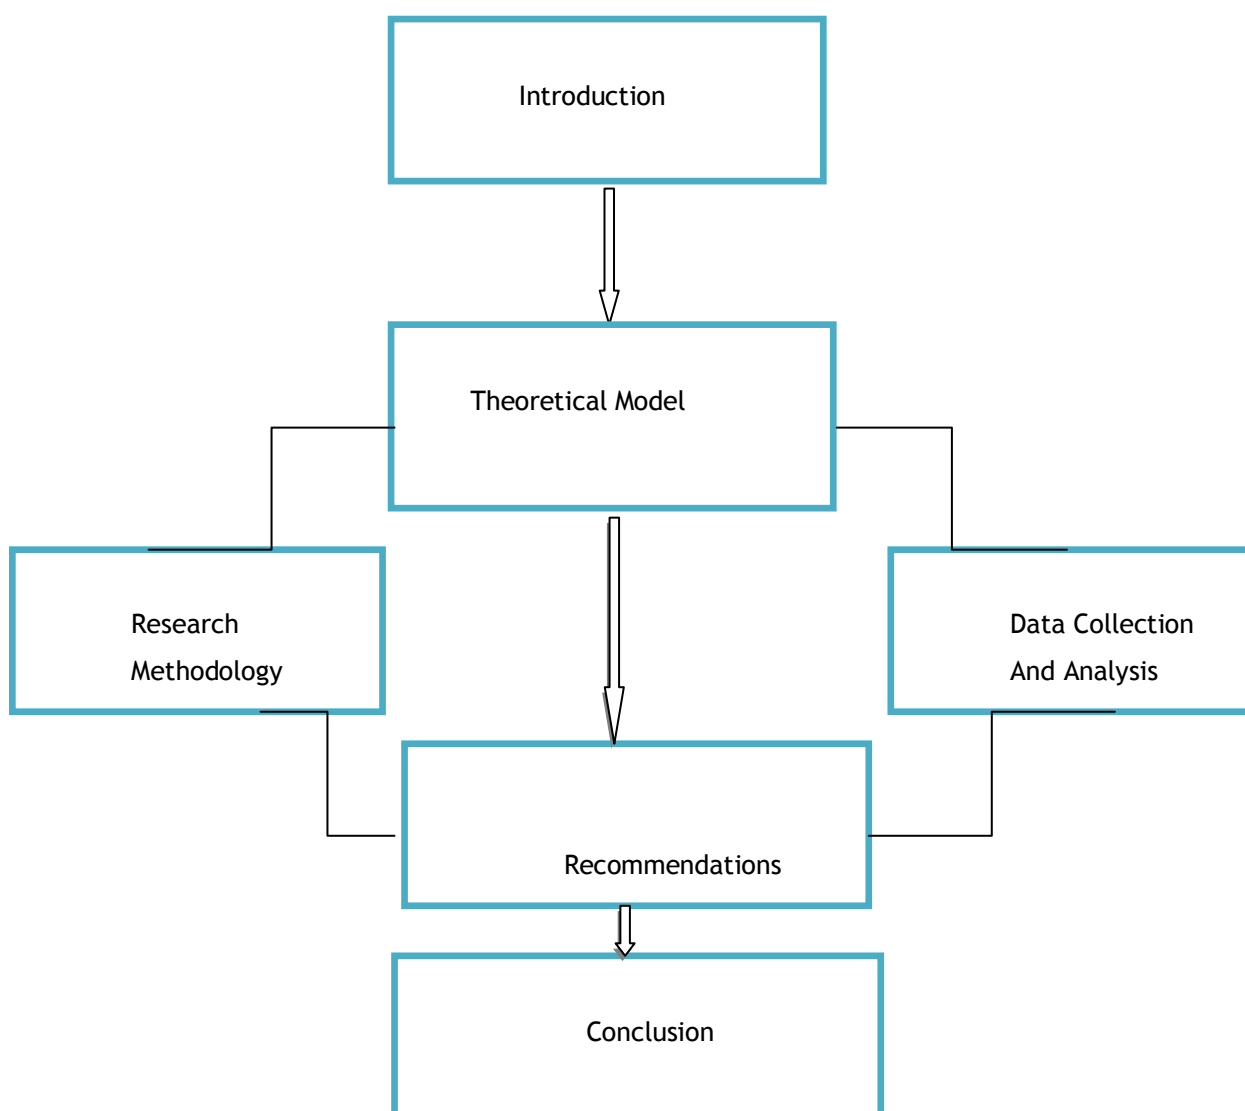 Introduction
Theoretical Model
Research
Methodology
Data Collection
And Analysis
Recommendations
Conclusion